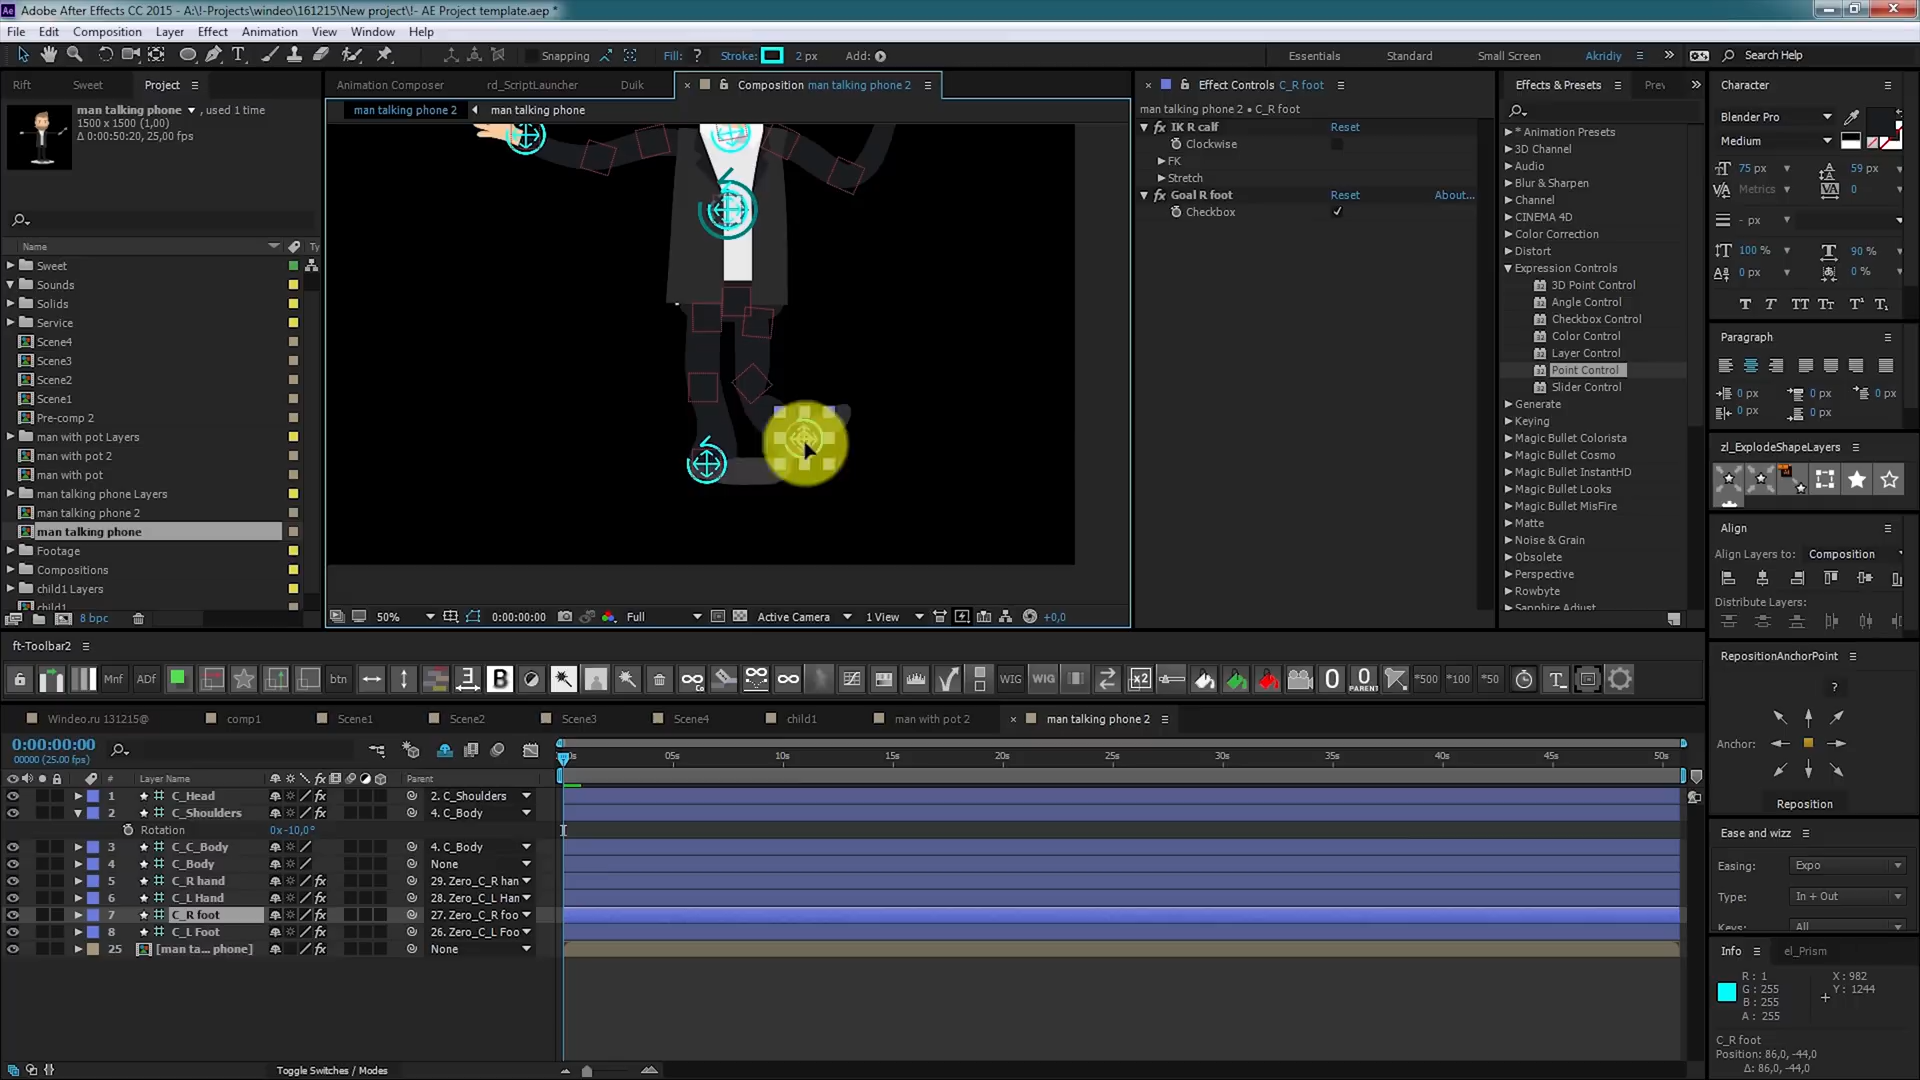 Adobe After Effects CC 2015 - A:\!-Projects\windeo\161215\New project\!- AE Project template.aep *
File Edit Composition Layer Effect Animation View Window Help
Snapping Fill: ? Stroke: 2 px Add: Essentials Standard Small Screen Akridiy Search Help
Rift Sweet Project
man talking phone ▼, used 1 time
1500 x 1500 (1,00)
Δ 0:00:50:20, 25,00 fps
Name Ty
Sweet
Sounds
Solids
Service
Scene4
Scene3
Scene2
Scene1
Pre-comp 2
man with pot Layers
man with pot 2
man with pot
man talking phone Layers
man talking phone 2
man talking phone
Footage
Compositions
child1 Layers
child1
8 bpc
Animation Composer rd_ScriptLauncher Duik Composition man talking phone 2
man talking phone 2 man talking phone
50% 0:00:00:00 Full Active Camera 1 View +0,0
Effect Controls C_R foot
man talking phone 2 • C_R foot
IK R calf Reset
Clockwise
FK
Stretch
Goal R foot Reset About...
Checkbox
Effects & Presets Prev
* Animation Presets
3D Channel
Audio
Blur & Sharpen
Channel
CINEMA 4D
Color Correction
Distort
Expression Controls
3D Point Control
Angle Control
Checkbox Control
Color Control
Layer Control
Point Control
Slider Control
Generate
Keying
Magic Bullet Colorista
Magic Bullet Cosmo
Magic Bullet InstantHD
Magic Bullet Looks
Magic Bullet MisFire
Matte
Noise & Grain
Obsolete
Perspective
Rowbyte
Sapphire Adjust
Character
Blender Pro
Medium
75 px 59 px
Metrics 0
- px
100 % 90 %
0 px 0 %
T T TT Tt T¹ T₁
Paragraph
0 px 0 px 0 px
0 px 0 px
zl_ExplodeShapeLayers
Align
Align Layers to: Composition
Distribute Layers:
RepositionAnchorPoint
?
Anchor:
Reposition
Ease and wizz
Easing: Expo
Type: In + Out
Keys: All
Info el_Prism
R: 1 X: 982
G: 255 Y: 1244
B: 255
A: 255
C_R foot
Position: 86,0, -44,0
Δ: 86,0, -44,0
ft-Toolbar2
Mnf ADf btn B WIG WIG x2 0 0 PARENT *500 *100 *50
Windeo.ru 131215@ comp1 Scene1 Scene2 Scene3 Scene4 child1 man with pot 2 man talking phone 2
0:00:00:00
00000 (25.00 fps)
05s 10s 15s 20s 25s 30s 35s 40s 45s 50s
# Layer Name Parent
1 C_Head 2. C_Shoulders
2 C_Shoulders 4. C_Body
Rotation 0x-10,0°
3 C_C_Body 4. C_Body
4 C_Body None
5 C_R hand 29. Zero_C_R han
6 C_L Hand 28. Zero_C_L Han
7 C_R foot 27. Zero_C_R foo
8 C_L Foot 26. Zero_C_L Foo
25 [man ta... phone] None
Toggle Switches / Modes